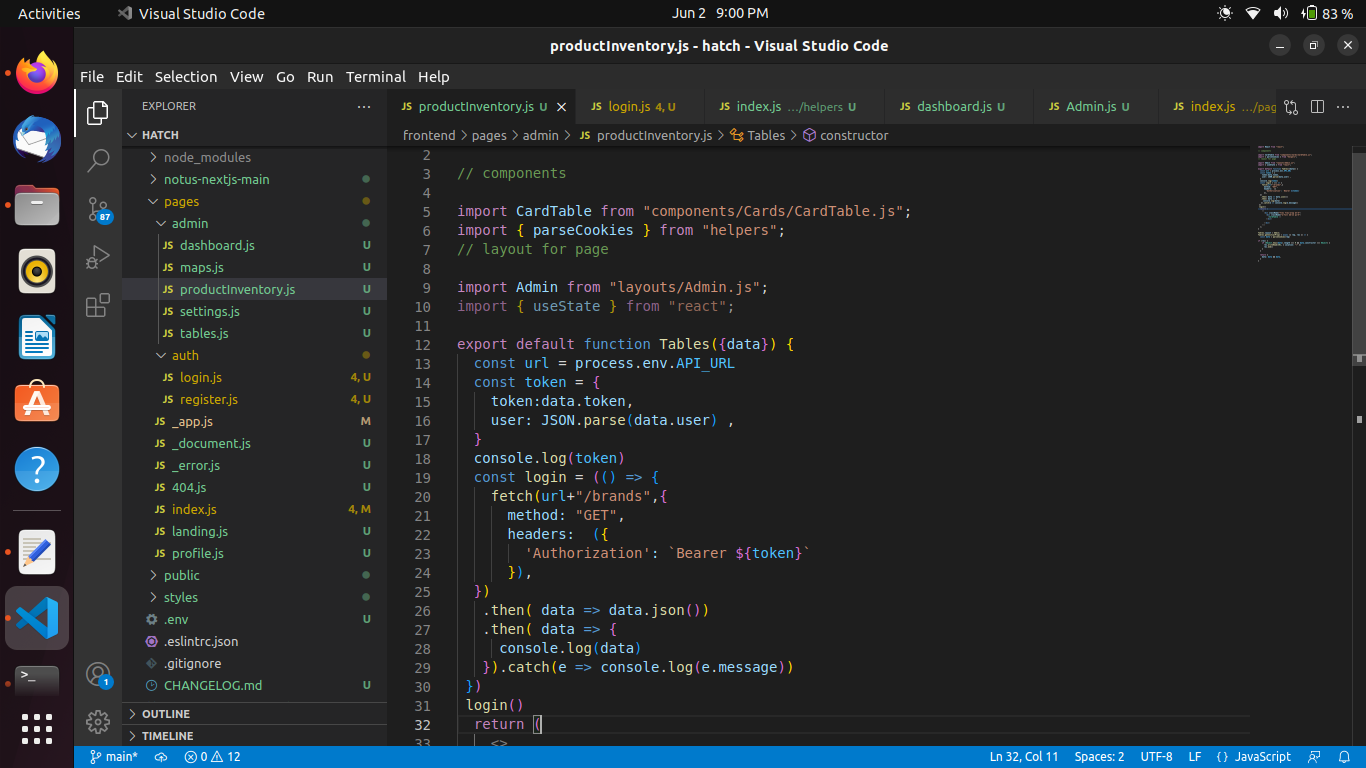 Activities
Visual Studio Code
Jun 2 9:00 PM
83 %
productInventory.js - hatch - Visual Studio Code
File Edit Selection View Go Run Terminal Help
EXPLORER
HATCH
node_modules
notus-nextjs-main
pages
admin
JS dashboard.js U
JS maps.js U
JS productInventory.js U
JS settings.js U
JS tables.js U
auth
JS login.js 4, U
JS register.js 4, U
JS _app.js M
JS _document.js U
JS _error.js U
JS 404.js U
JS index.js 4, M
JS landing.js U
JS profile.js U
public
styles
.env U
.eslintrc.json
.gitignore
CHANGELOG.md U
OUTLINE
TIMELINE
87
1
JS productInventory.js U
JS login.js 4, U
JS index.js .../helpers U
JS dashboard.js U
JS Admin.js U
JS index.js .../pag
frontend > pages > admin > JS productInventory.js > Tables > constructor
2
3 // components
4
5 import CardTable from "components/Cards/CardTable.js";
6 import { parseCookies } from "helpers";
7 // layout for page
8
9 import Admin from "layouts/Admin.js";
10 import { useState } from "react";
11
12 export default function Tables({data}) {
13 const url = process.env.API_URL
14 const token = {
15 token:data.token,
16 user: JSON.parse(data.user) ,
17 }
18 console.log(token)
19 const login = (() => {
20 fetch(url+"/brands",{
21 method: "GET",
22 headers: ({
23 'Authorization': `Bearer ${token}`
24 }),
25 })
26 .then( data => data.json())
27 .then( data => {
28 console.log(data)
29 }).catch(e => console.log(e.message))
30 })
31 login()
32 return (
33 <>
main*
0
12
Ln 32, Col 11
Spaces: 2
UTF-8
LF
{ } JavaScript